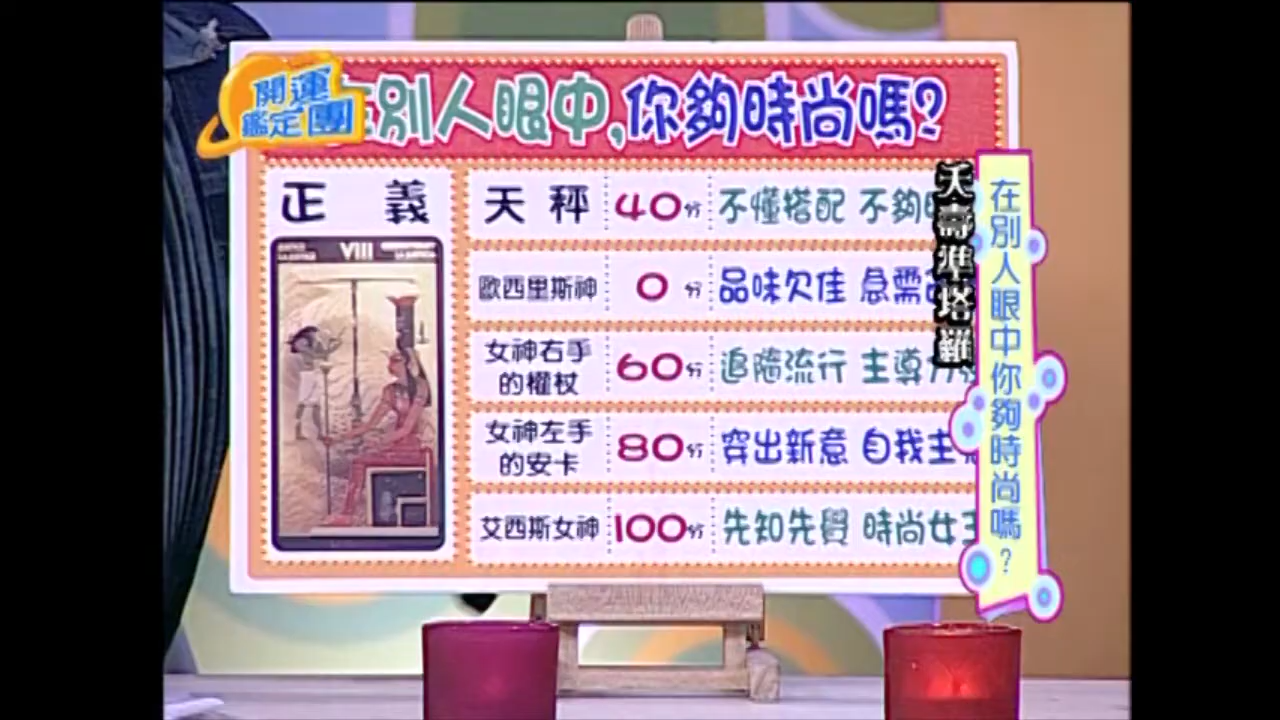 開運
鑑定團
在別人眼中,你夠時尚嗎?
正義
VIII
天秤 40分 不懂搭配 不夠
歐西里斯神 0分 品味欠佳 急需
女神右手的權杖 60分 追隨流行 主導力
女神左手的安卡 80分 突出新意 自我主
艾西斯女神 100分 先知先覺 時尚女王
天壽準塔羅
在別人眼中你夠時尚嗎?